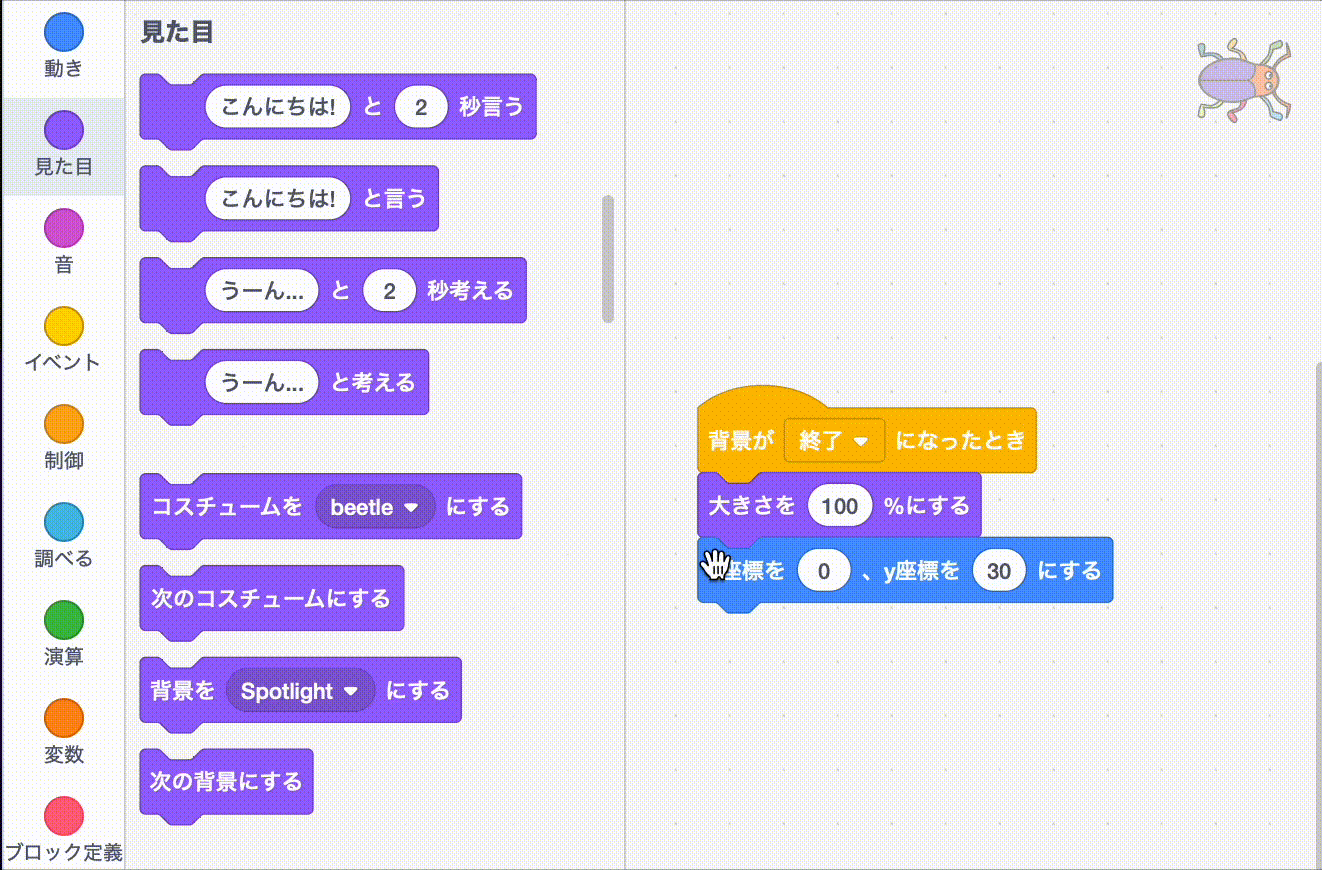 動き
見た目
音
イベント
制御
調べる
演算
変数
ブロック定義
見た目
こんにちは! と 2 秒言う
こんにちは! と言う
うーん... と 2 秒考える
うーん... と考える
コスチュームを beetle にする
次のコスチュームにする
背景を Spotlight にする
次の背景にする
背景が 終了 になったとき
大きさを 100 %にする
座標を 0 、y座標を 30 にする